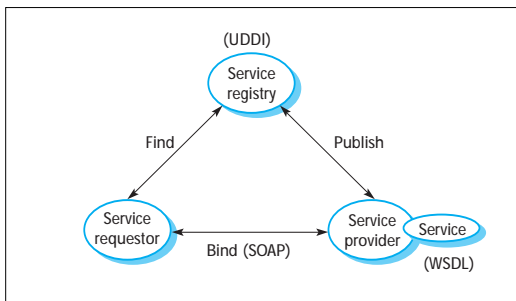 (UDDI)
Service
registry
Find
Publish
Service
requestor
Bind (SOAP)
Service
provider
Service
(WSDL)